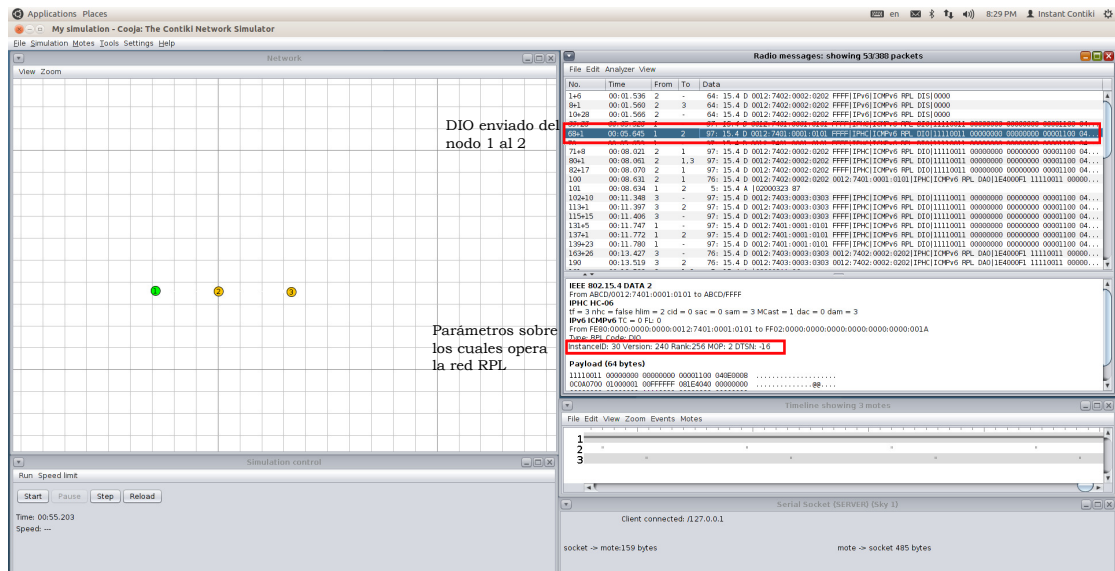 Applications Places
en
8:29 PM
Instant Contiki
My simulation - Cooja: The Contiki Network Simulator
File Simulation Motes Tools Settings Help
Network
View Zoom
DIO enviado del
nodo 1 al 2
1
2
3
Parámetros sobre
los cuales opera
la red RPL
Simulation control
Run Speed limit
Start Pause Step Reload
Time: 00:55.203
Speed: ---
Radio messages: showing 53/388 packets
File Edit Analyzer View
No. Time From To Data
1+6 00:01.536 2 - 64: 15.4 D 0012:7402:0002:0202 FFFF|IPv6|ICMPv6 RPL DIS|0000
8+1 00:01.560 2 3 64: 15.4 D 0012:7402:0002:0202 FFFF|IPv6|ICMPv6 RPL DIS|0000
10+28 00:01.566 2 - 64: 15.4 D 0012:7402:0002:0202 FFFF|IPv6|ICMPv6 RPL DIS|0000
68+1 00:05.645 1 2 97: 15.4 D 0012:7401:0001:0101 FFFF|IPHC|ICMPv6 RPL DIO|11110011 00000000 00000000 00001100 04...
71+8 00:08.021 2 1 97: 15.4 D 0012:7402:0002:0202 FFFF|IPHC|ICMPv6 RPL DIO|11110011 00000000 00000000 00001100 04...
80+1 00:08.061 2 1,3 97: 15.4 D 0012:7402:0002:0202 FFFF|IPHC|ICMPv6 RPL DIO|11110011 00000000 00000000 00001100 04...
82+17 00:08.070 2 1 97: 15.4 D 0012:7402:0002:0202 FFFF|IPHC|ICMPv6 RPL DIO|11110011 00000000 00000000 00001100 04...
100 00:08.631 2 1 76: 15.4 D 0012:7402:0002:0202 0012:7401:0001:0101|IPHC|ICMPv6 RPL DAO|1E4000F1 11110011 00000...
101 00:08.634 1 2 5: 15.4 A |02000323 87
102+10 00:11.348 3 - 97: 15.4 D 0012:7403:0003:0303 FFFF|IPHC|ICMPv6 RPL DIO|11110011 00000000 00000000 00001100 04...
113+1 00:11.397 3 2 97: 15.4 D 0012:7403:0003:0303 FFFF|IPHC|ICMPv6 RPL DIO|11110011 00000000 00000000 00001100 04...
115+15 00:11.406 3 - 97: 15.4 D 0012:7403:0003:0303 FFFF|IPHC|ICMPv6 RPL DIO|11110011 00000000 00000000 00001100 04...
131+5 00:11.747 1 - 97: 15.4 D 0012:7401:0001:0101 FFFF|IPHC|ICMPv6 RPL DIO|11110011 00000000 00000000 00001100 04...
137+1 00:11.772 1 2 97: 15.4 D 0012:7401:0001:0101 FFFF|IPHC|ICMPv6 RPL DIO|11110011 00000000 00000000 00001100 04...
139+23 00:11.780 1 - 97: 15.4 D 0012:7401:0001:0101 FFFF|IPHC|ICMPv6 RPL DIO|11110011 00000000 00000000 00001100 04...
163+26 00:13.427 3 - 76: 15.4 D 0012:7403:0003:0303 0012:7402:0002:0202|IPHC|ICMPv6 RPL DAO|1E4000F1 11110011 00000...
190 00:13.519 3 2 76: 15.4 D 0012:7403:0003:0303 0012:7402:0002:0202|IPHC|ICMPv6 RPL DAO|1E4000F1 11110011 00000...
IEEE 802.15.4 DATA 2
From ABCD/0012:7401:0001:0101 to ABCD/FFFF
IPHC HC-06
tf = 3 nhc = false hlim = 2 cid = 0 sac = 0 sam = 3 MCast = 1 dac = 0 dam = 3
IPv6 ICMPv6 TC = 0 FL: 0
From FE80:0000:0000:0000:0012:7401:0001:0101 to FF02:0000:0000:0000:0000:0000:0000:001A
Type: RPL Code: DIO
InstanceID: 30 Version: 240 Rank:256 MOP: 2 DTSN: -16
Payload (64 bytes)
11110011 00000000 00000000 00001100 040E0008 ....................
0C0A0700 01000001 00FFFFFF 081E4040 00000000 ..............@@....
Timeline showing 3 motes
File Edit View Zoom Events Motes
1
2
3
Serial Socket (SERVER) (Sky 1)
Client connected: /127.0.0.1
socket -> mote:159 bytes
mote -> socket 485 bytes